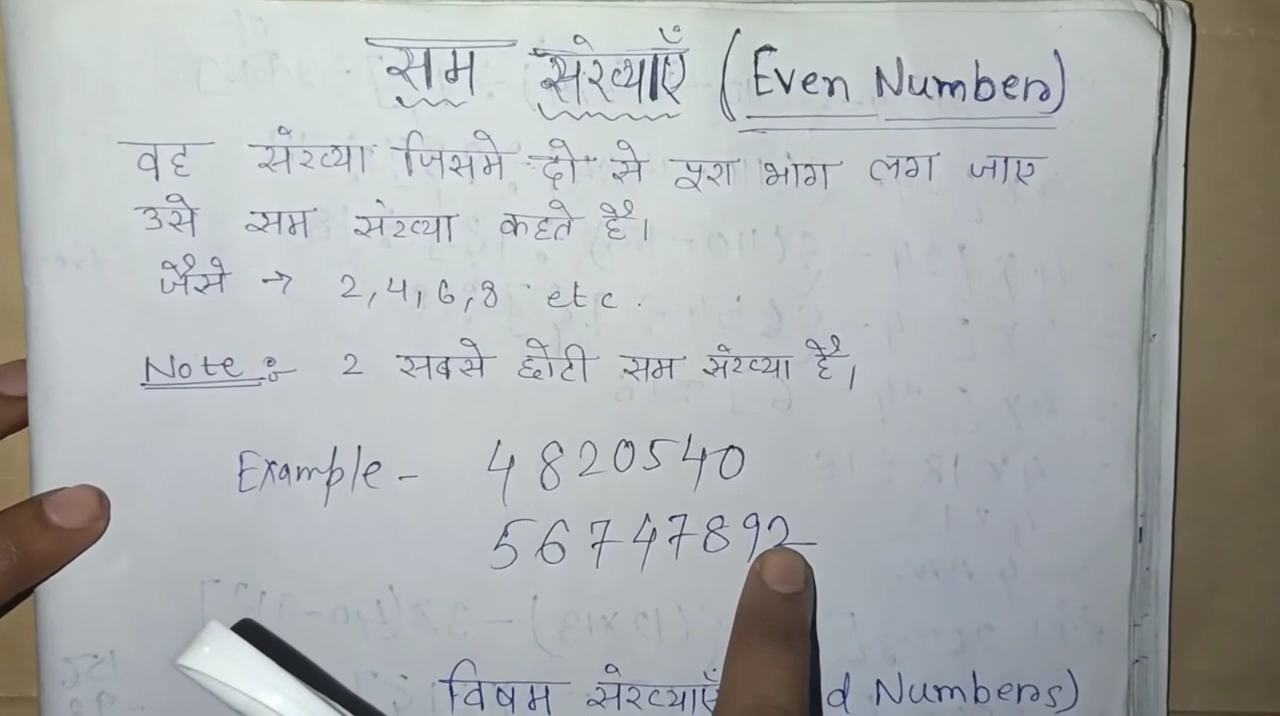 सम संख्याएँ (Even Numbers)
वह संख्या जिसमे दो से पूरा भाग लग जाए
उसे सम संख्या कहते है।
जैसे → 2, 4, 6, 8 etc.
Note :- 2 सबसे छोटी सम संख्या है।
Example - 4820540
56747892
विषम संख्याएँ d Numbers)